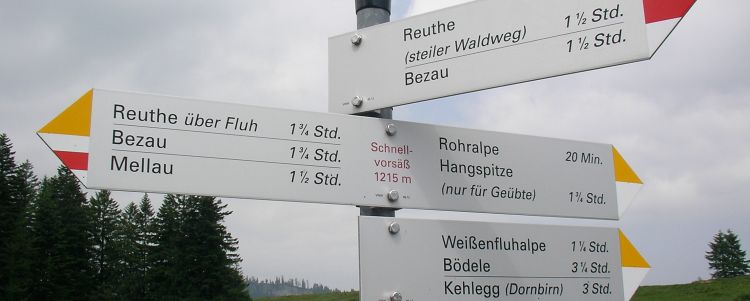 Reuthe 1½ Std.
(steiler Waldweg)
Bezau 1½ Std.
Reuthe über Fluh 1¾ Std.
Bezau 1¾ Std.
Mellau 1½ Std.
Schnell-
vorsäß
1215 m
Rohralpe 20 Min.
Hangspitze
(nur für Geübte) 1¾ Std.
Weißenfluhalpe 1¼ Std.
Bödele 3¼ Std.
Kehlegg (Dornbirn) 3 Std.